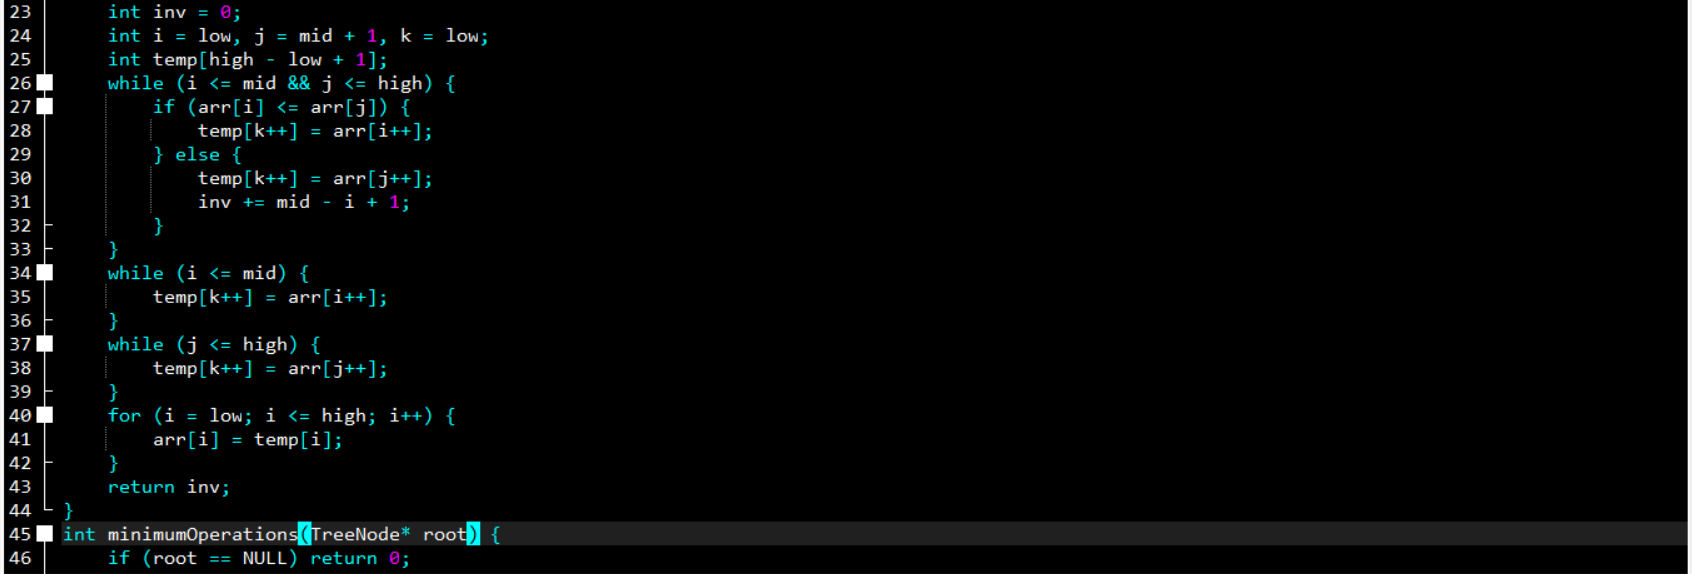 23 int inv = 0;
24 int i = low, j = mid + 1, k = low;
25 int temp[high - low + 1];
26 while (i <= mid && j <= high) {
27 if (arr[i] <= arr[j]) {
28 temp[k++] = arr[i++];
29 } else {
30 temp[k++] = arr[j++];
31 inv += mid - i + 1;
32 }
33 }
34 while (i <= mid) {
35 temp[k++] = arr[i++];
36 }
37 while (j <= high) {
38 temp[k++] = arr[j++];
39 }
40 for (i = low; i <= high; i++) {
41 arr[i] = temp[i];
42 }
43 return inv;
44 }
45 int minimumOperations(TreeNode* root) {
46 if (root == NULL) return 0;